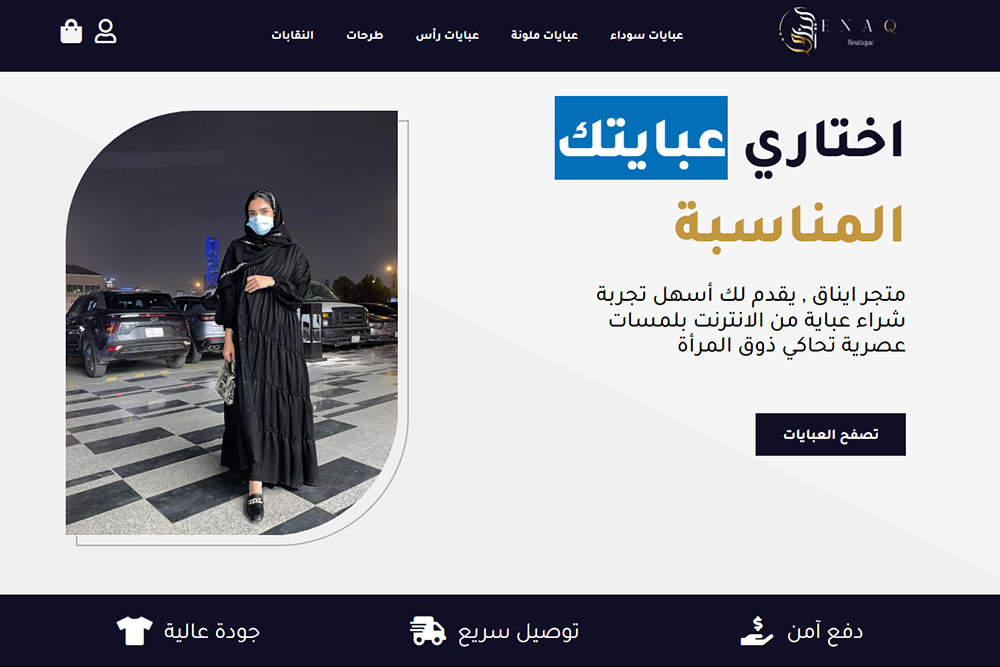 ENAQ
Boutique
عبايات سوداء
عبايات ملونة
عبايات رأس
طرحات
النقابات
اختاري عبايتك
المناسبة
متجر ايناق , يقدم لك أسهل تجربة
شراء عباية من الانترنت بلمسات
عصرية تحاكي ذوق المرأة
تصفح العبايات
دفع آمن
توصيل سريع
جودة عالية